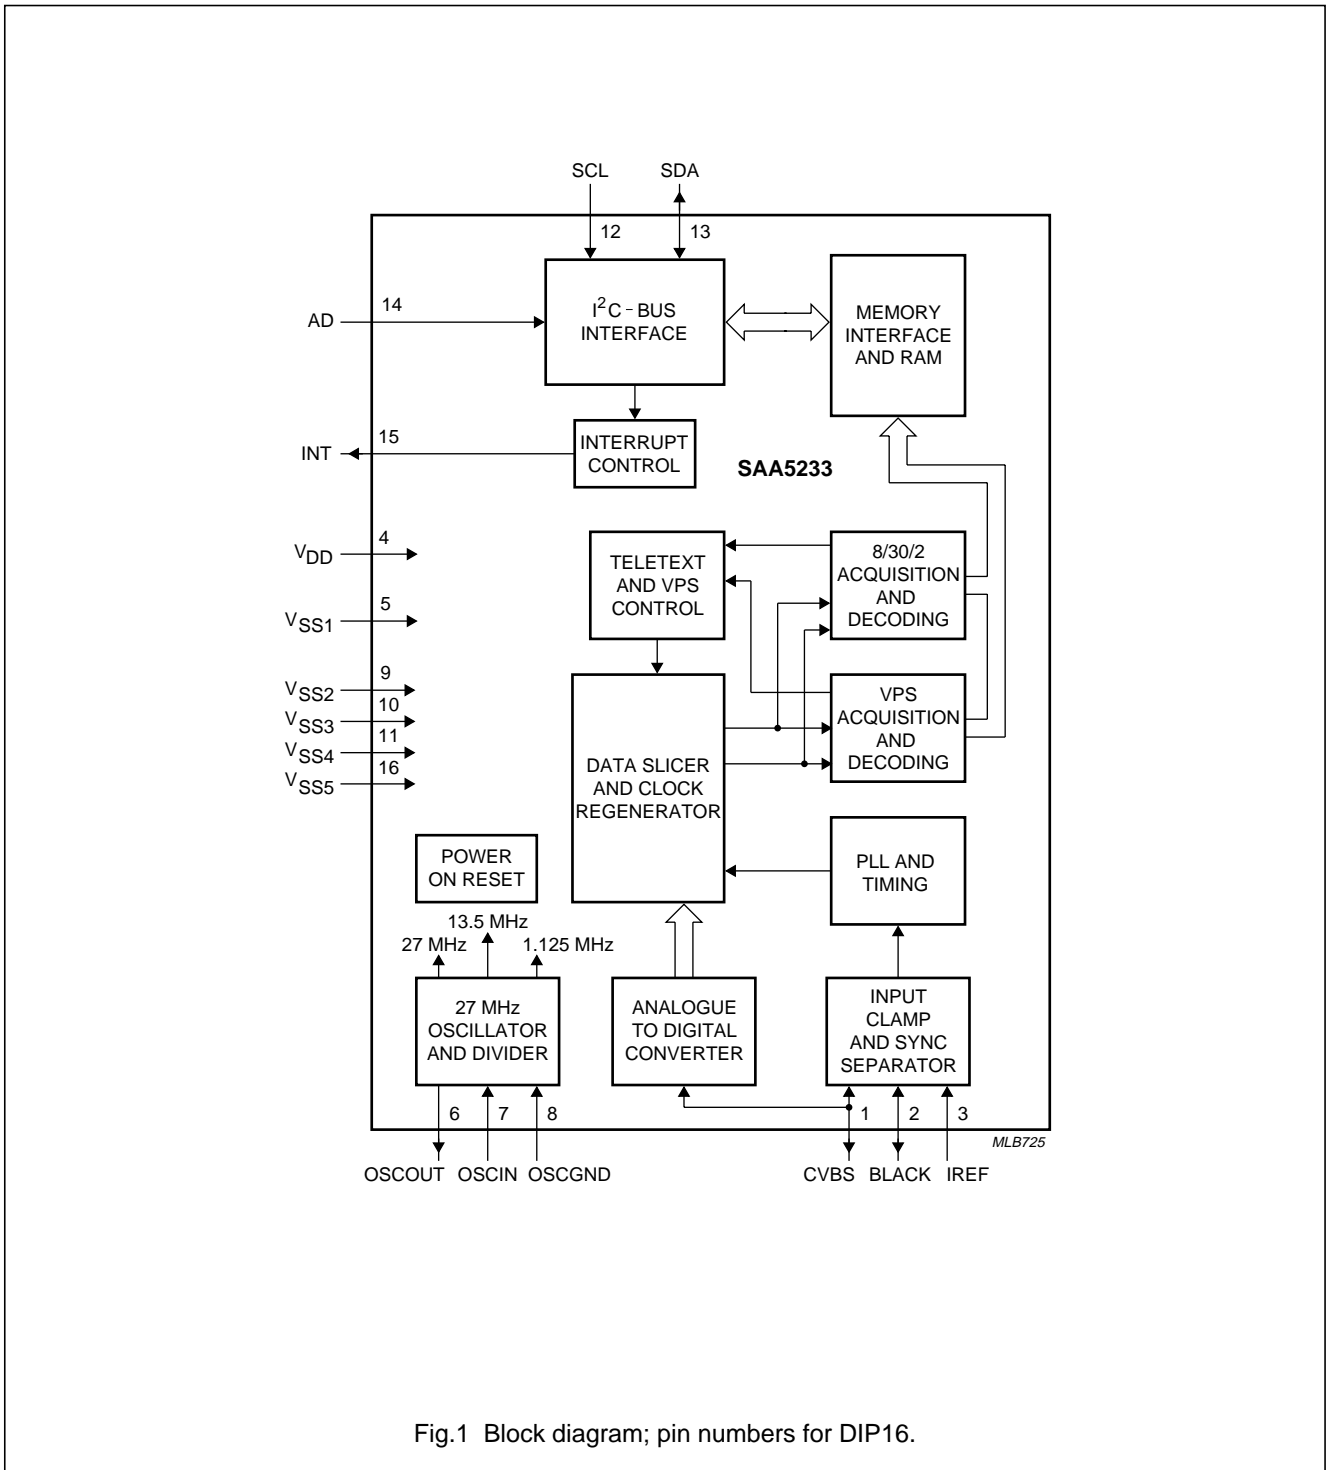 SCL
SDA
12
13
AD
14
I²C - BUS
INTERFACE
MEMORY
INTERFACE
AND RAM
INT
15
INTERRUPT
CONTROL
SAA5233
VDD
4
VSS1
5
VSS2
9
VSS3
10
VSS4
11
VSS5
16
TELETEXT
AND VPS
CONTROL
8/30/2
ACQUISITION
AND
DECODING
DATA SLICER
AND CLOCK
REGENERATOR
VPS
ACQUISITION
AND
DECODING
POWER
ON RESET
PLL AND
TIMING
27 MHz
13.5 MHz
1.125 MHz
27 MHz
OSCILLATOR
AND DIVIDER
ANALOGUE
TO DIGITAL
CONVERTER
INPUT
CLAMP
AND SYNC
SEPARATOR
6
7
8
1
2
3
MLB725
OSCOUT
OSCIN
OSCGND
CVBS
BLACK
IREF
Fig.1 Block diagram; pin numbers for DIP16.